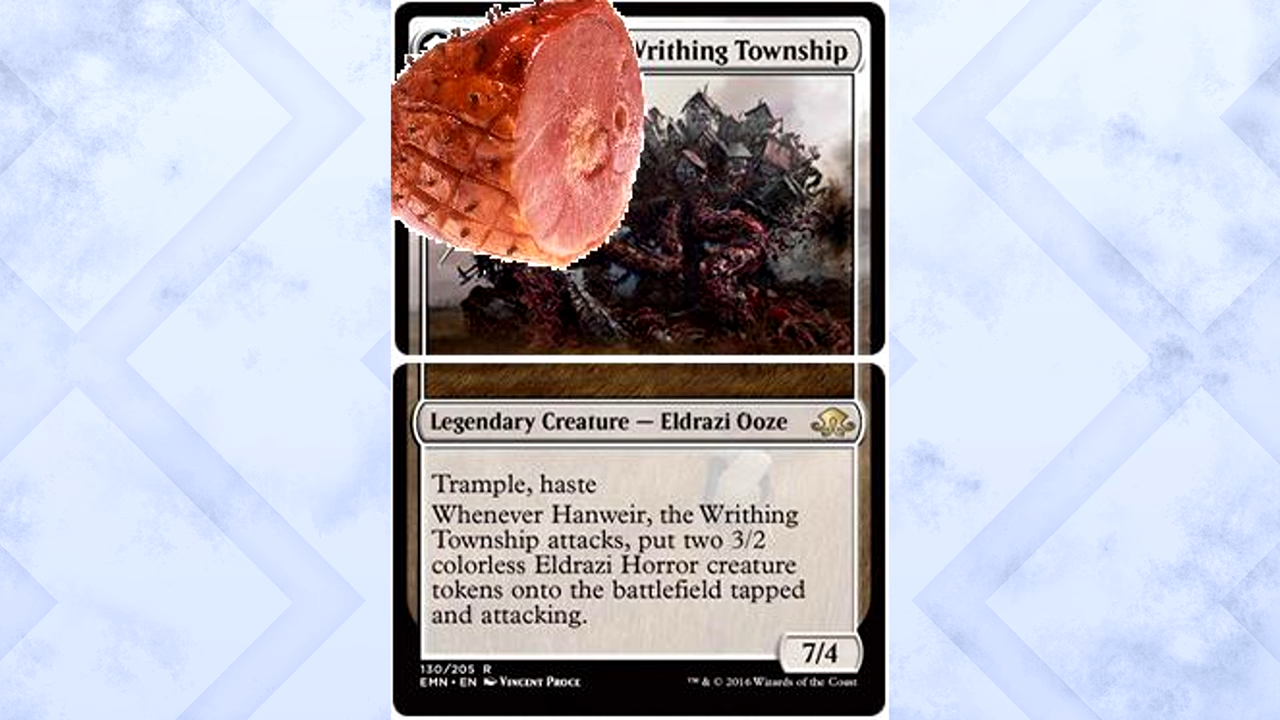 Writhing Township
Legendary Creature — Eldrazi Ooze
Trample, haste
Whenever Hanweir, the Writhing
Township attacks, put two 3/2
colorless Eldrazi Horror creature
tokens onto the battlefield tapped
and attacking.
7/4
130/205 R
EMN • EN Vincent Proce
™ & © 2016 Wizards of the Coast